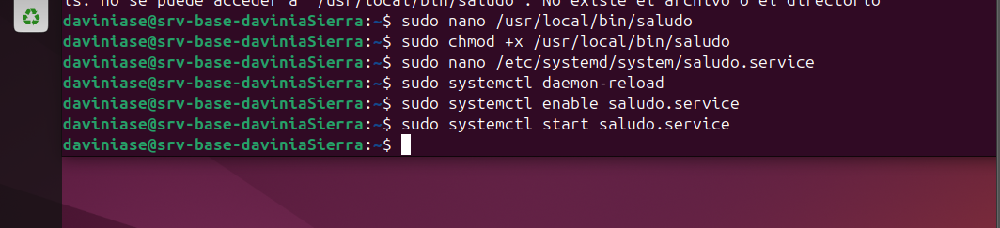 ls: no se puede acceder a '/usr/local/bin/saludo': No existe el archivo o el directorio
daviniase@srv-base-daviniaSierra:~$ sudo nano /usr/local/bin/saludo
daviniase@srv-base-daviniaSierra:~$ sudo chmod +x /usr/local/bin/saludo
daviniase@srv-base-daviniaSierra:~$ sudo nano /etc/systemd/system/saludo.service
daviniase@srv-base-daviniaSierra:~$ sudo systemctl daemon-reload
daviniase@srv-base-daviniaSierra:~$ sudo systemctl enable saludo.service
daviniase@srv-base-daviniaSierra:~$ sudo systemctl start saludo.service
daviniase@srv-base-daviniaSierra:~$